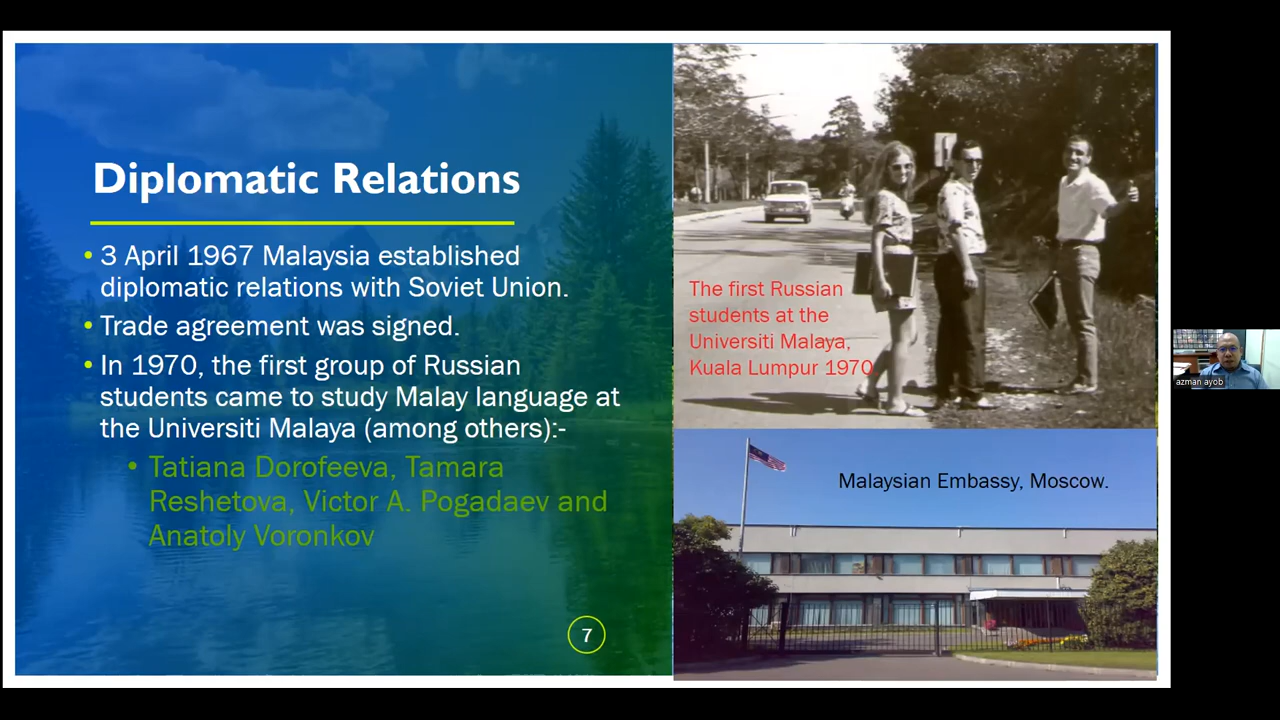 Diplomatic Relations
• 3 April 1967 Malaysia established
diplomatic relations with Soviet Union.
• Trade agreement was signed.
• In 1970, the first group of Russian
students came to study Malay language at
the Universiti Malaya (among others):-
• Tatiana Dorofeeva, Tamara
Reshetova, Victor A. Pogadaev and
Anatoly Voronkov
7
The first Russian
students at the
Universiti Malaya,
Kuala Lumpur 1970
Malaysian Embassy, Moscow.
azman ayob